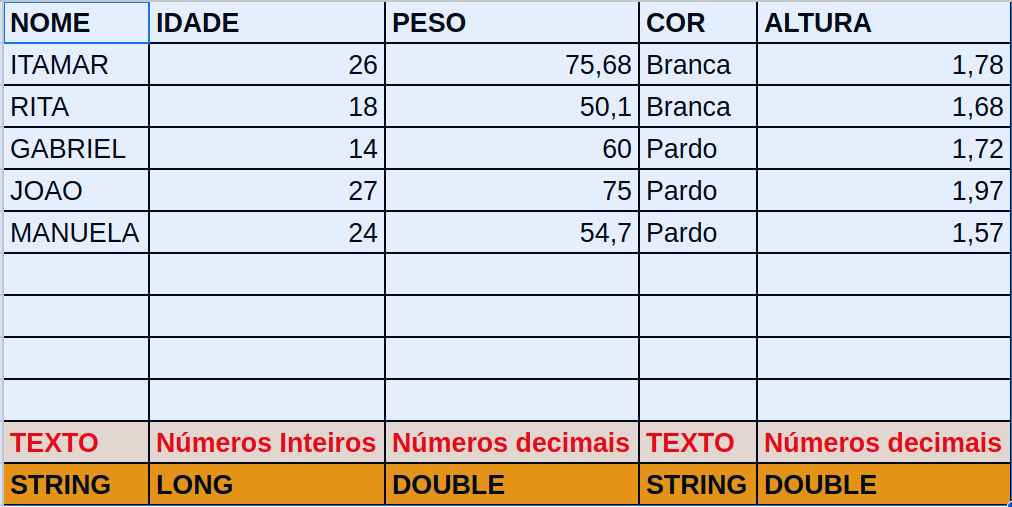 NOME IDADE PESO COR ALTURA
ITAMAR 26 75,68 Branca 1,78
RITA 18 50,1 Branca 1,68
GABRIEL 14 60 Pardo 1,72
JOAO 27 75 Pardo 1,97
MANUELA 24 54,7 Pardo 1,57
TEXTO Números Inteiros Números decimais TEXTO Números decimais
STRING LONG DOUBLE STRING DOUBLE